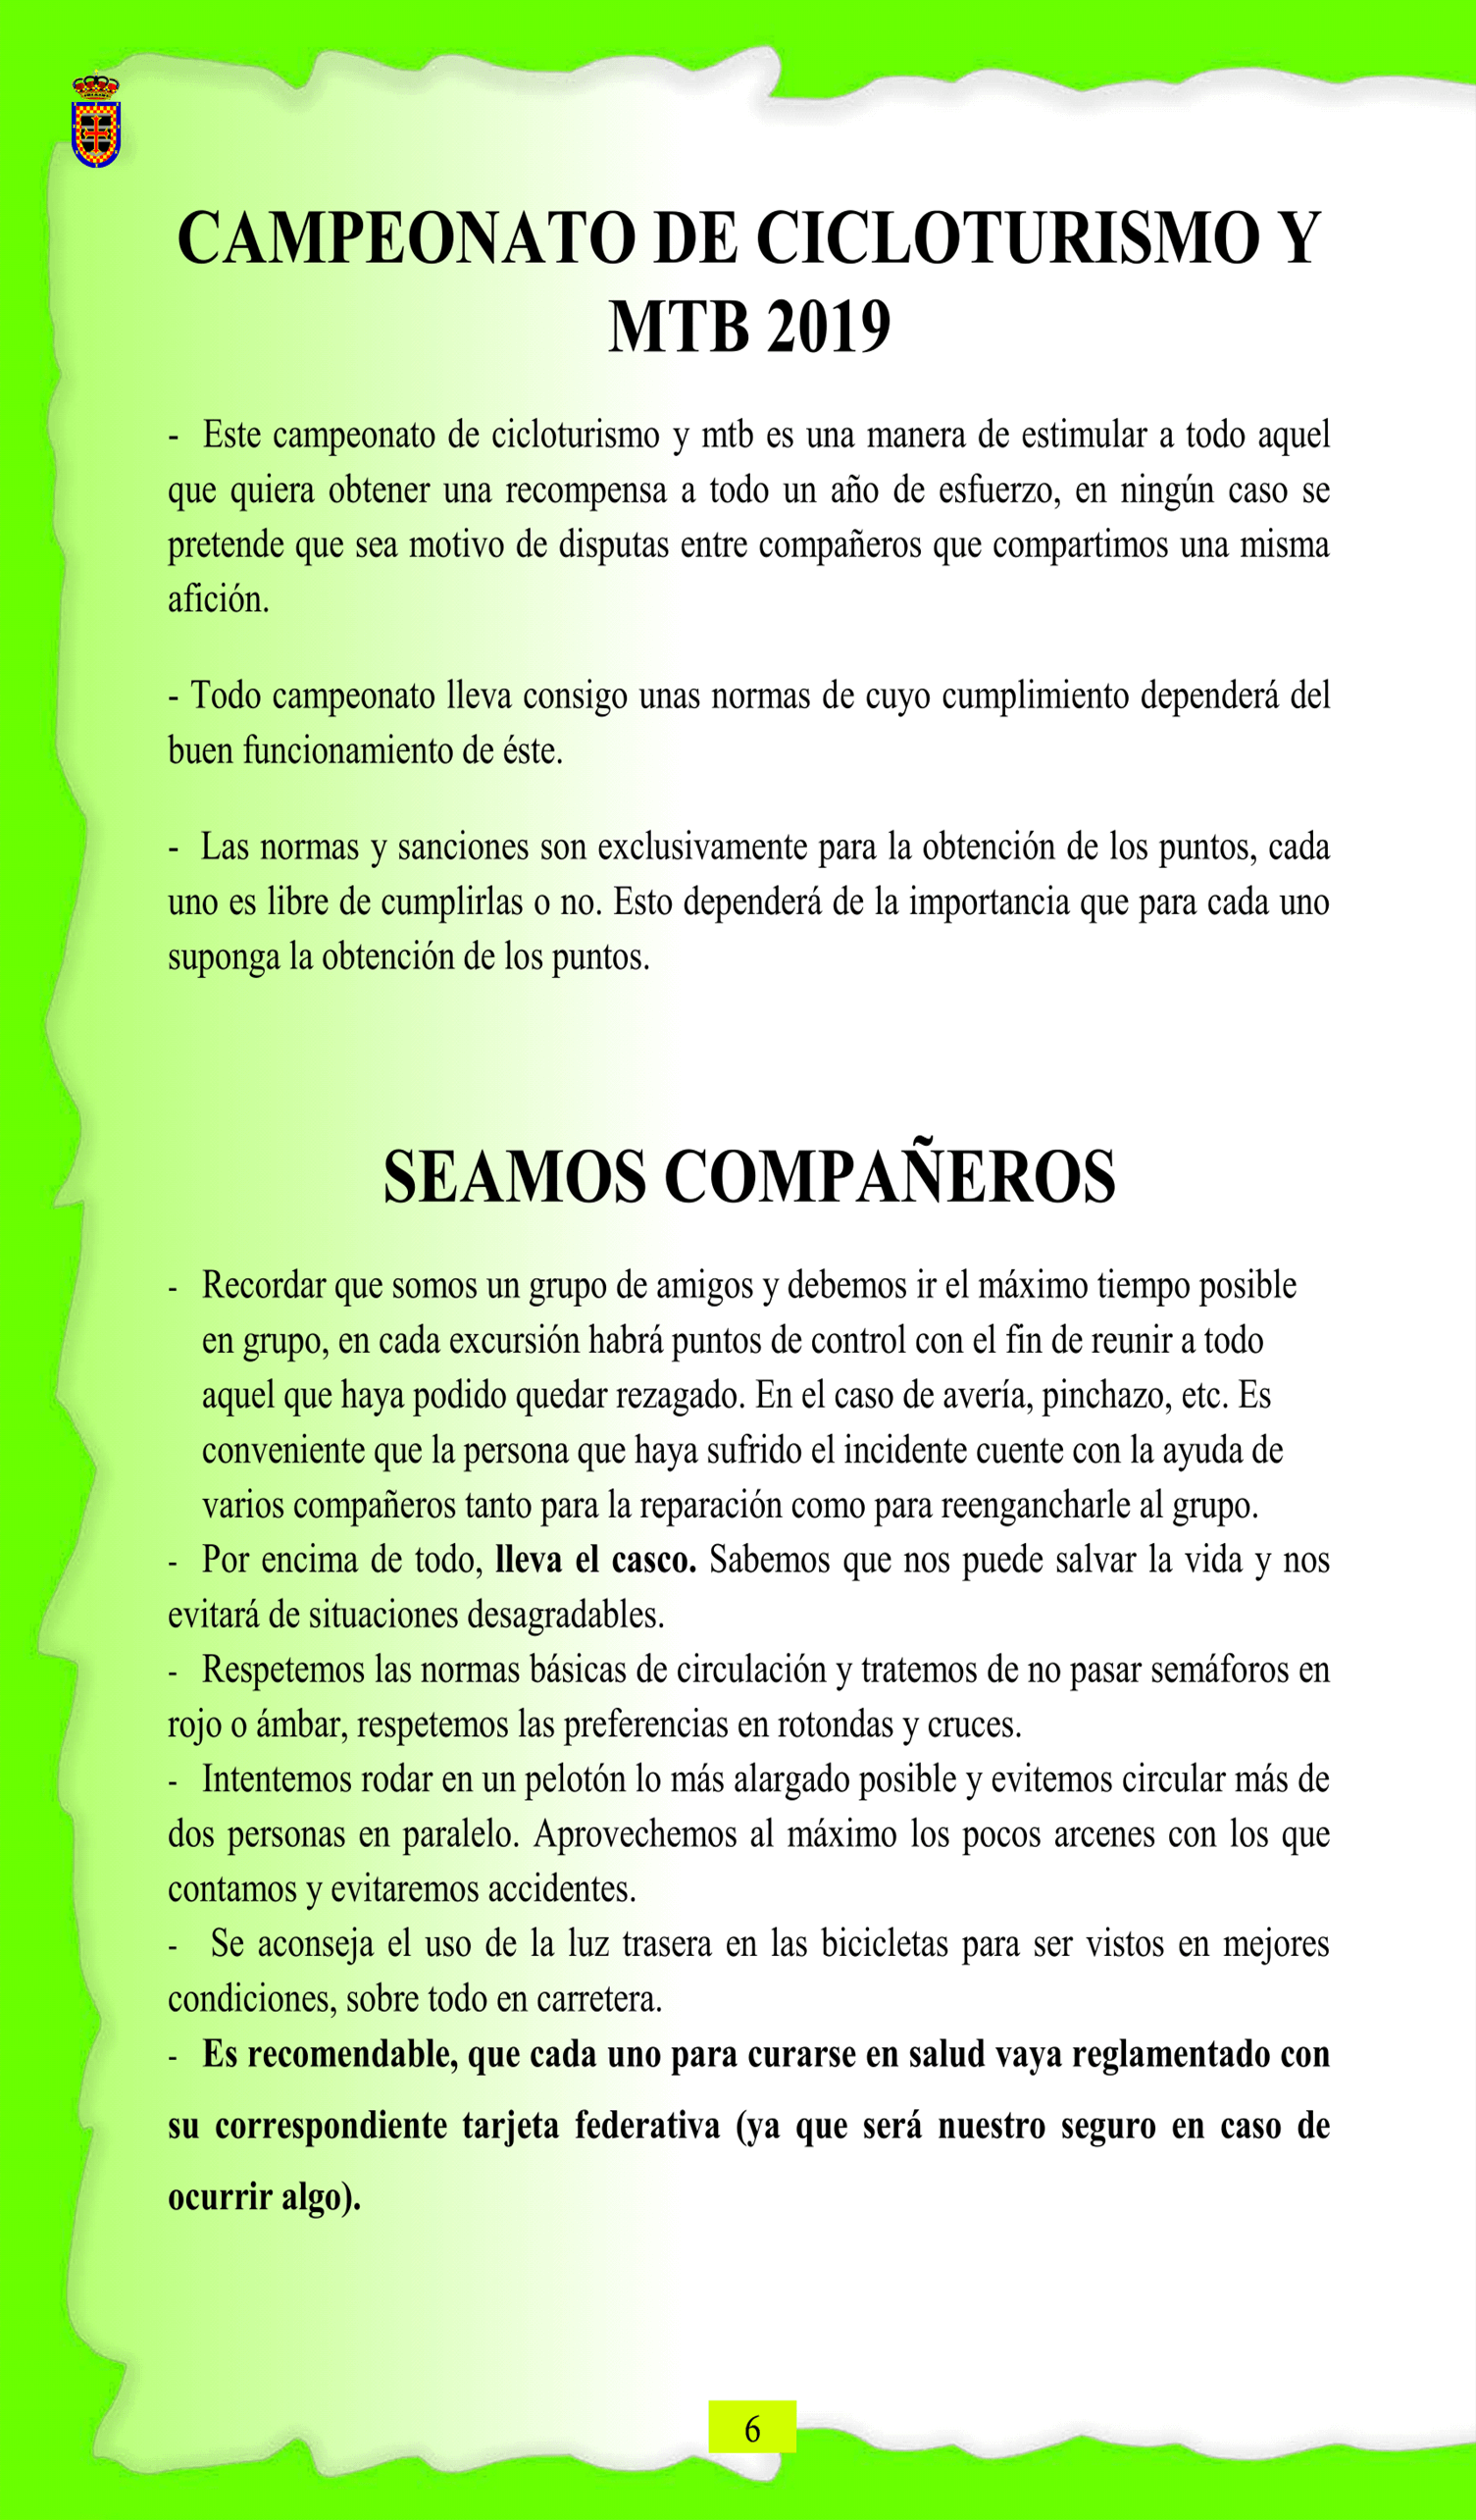 CAMPEONATO DE CICLOTURISMO Y
MTB 2019
- Este campeonato de cicloturismo y mtb es una manera de estimular a todo aquel
que quiera obtener una recompensa a todo un año de esfuerzo, en ningún caso se
pretende que sea motivo de disputas entre compañeros que compartimos una misma
afición.
- Todo campeonato lleva consigo unas normas de cuyo cumplimiento dependerá del
buen funcionamiento de éste.
- Las normas y sanciones son exclusivamente para la obtención de los puntos, cada
uno es libre de cumplirlas o no. Esto dependerá de la importancia que para cada uno
suponga la obtención de los puntos.
SEAMOS COMPAÑEROS
- Recordar que somos un grupo de amigos y debemos ir el máximo tiempo posible
en grupo, en cada excursión habrá puntos de control con el fin de reunir a todo
aquel que haya podido quedar rezagado. En el caso de avería, pinchazo, etc. Es
conveniente que la persona que haya sufrido el incidente cuente con la ayuda de
varios compañeros tanto para la reparación como para reengancharle al grupo.
- Por encima de todo, lleva el casco. Sabemos que nos puede salvar la vida y nos
evitará de situaciones desagradables.
- Respetemos las normas básicas de circulación y tratemos de no pasar semáforos en
rojo o ámbar, respetemos las preferencias en rotondas y cruces.
- Intentemos rodar en un pelotón lo más alargado posible y evitemos circular más de
dos personas en paralelo. Aprovechemos al máximo los pocos arcenes con los que
contamos y evitaremos accidentes.
- Se aconseja el uso de la luz trasera en las bicicletas para ser vistos en mejores
condiciones, sobre todo en carretera.
- Es recomendable, que cada uno para curarse en salud vaya reglamentado con
su correspondiente tarjeta federativa (ya que será nuestro seguro en caso de
ocurrir algo).
6